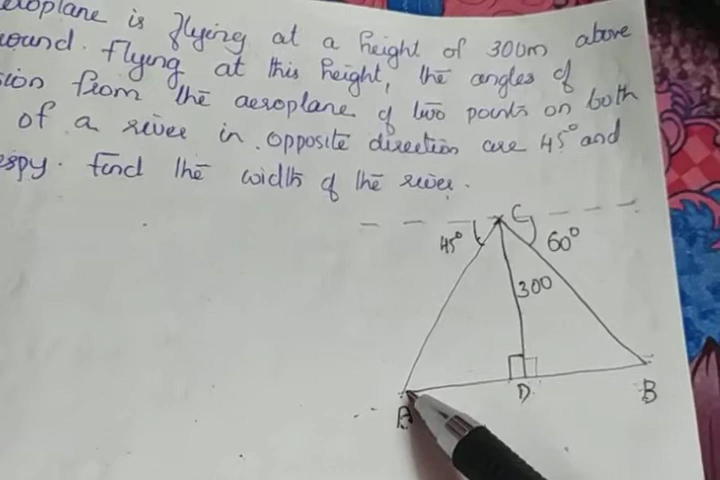 is flying at a height of 300m above
flying at this height, the angles of
from the aeroplane of two points on both
of a river in opposite direction are 45° and
find the width of the river.
C
45° 60°
300
D B
A